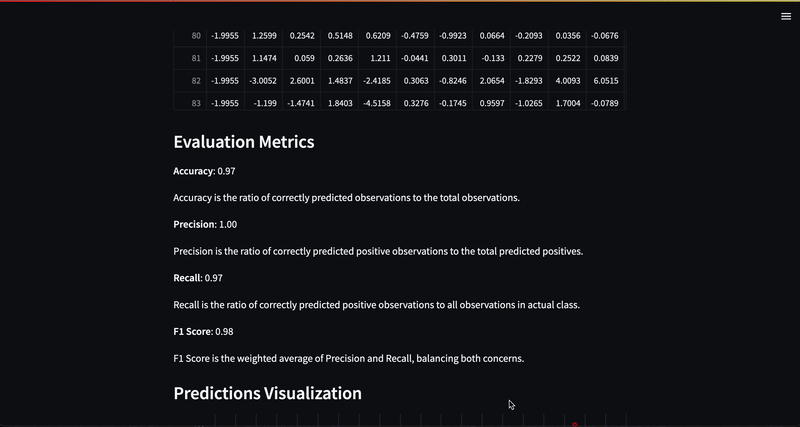 80 -1.9955 1.2599 0.2542 0.5148 0.6209 -0.4759 -0.9923 0.0664 -0.2093 0.0356 -0.0676
81 -1.9955 1.1474 0.059 0.2636 1.211 -0.0441 0.3011 -0.133 0.2279 0.2522 0.0839
82 -1.9955 -3.0052 2.6001 1.4837 -2.4185 0.3063 -0.8246 2.0654 -1.8293 4.0093 6.0515
83 -1.9955 -1.199 -1.4741 1.8403 -4.5158 0.3276 -0.1745 0.9597 -1.0265 1.7004 -0.0789
Evaluation Metrics
Accuracy: 0.97
Accuracy is the ratio of correctly predicted observations to the total observations.
Precision: 1.00
Precision is the ratio of correctly predicted positive observations to the total predicted positives.
Recall: 0.97
Recall is the ratio of correctly predicted positive observations to all observations in actual class.
F1 Score: 0.98
F1 Score is the weighted average of Precision and Recall, balancing both concerns.
Predictions Visualization